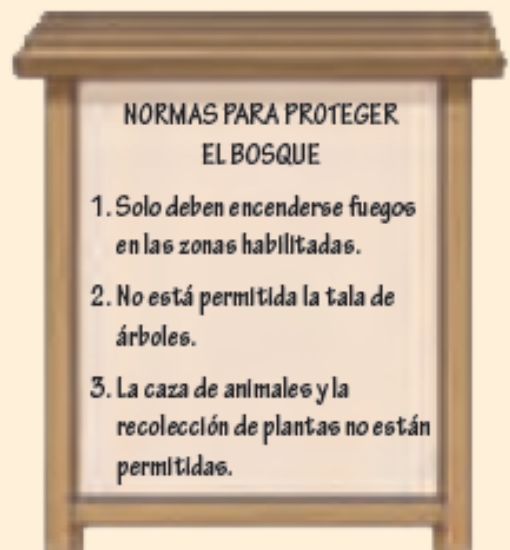 NORMAS PARA PROTEGER
EL BOSQUE
1. Solo deben encenderse fuegos
en las zonas habilitadas.
2. No está permitida la tala de
árboles.
3. La caza de animales y la
recolección de plantas no están
permitidas.